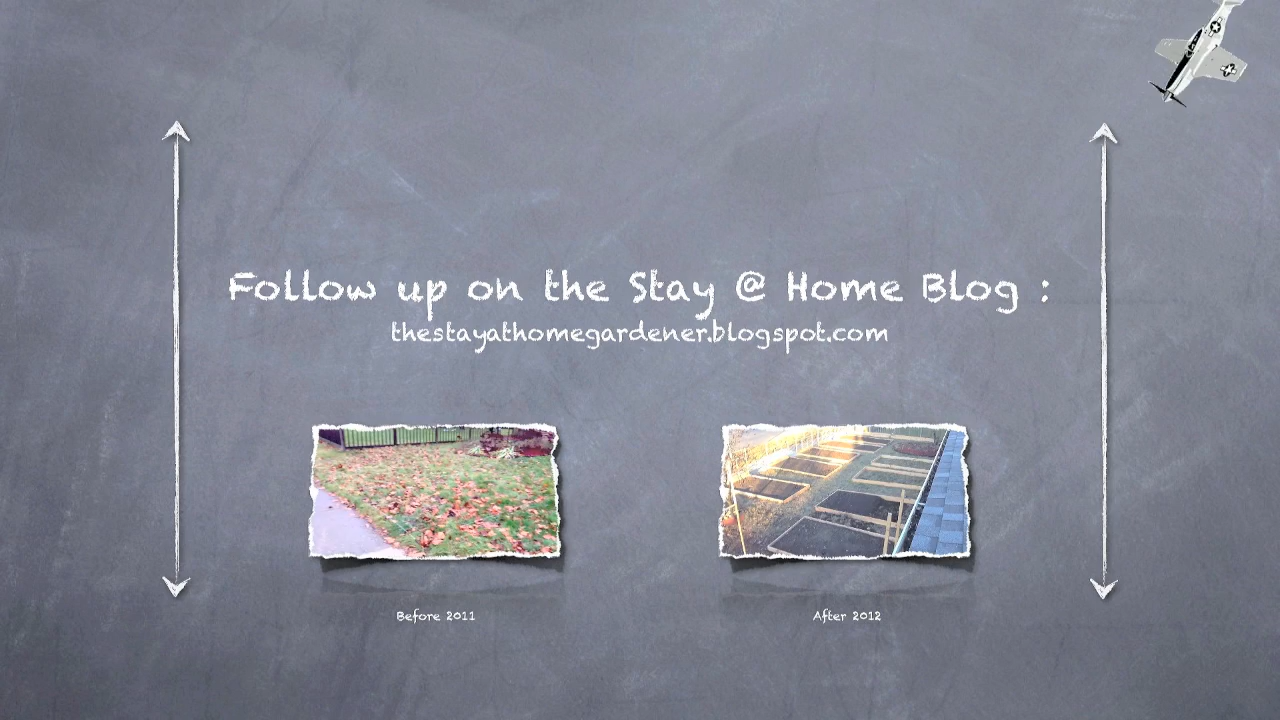 Follow up on the Stay @ Home Blog :
thestayathomegardener.blogspot.com
Before 2011
After 2012